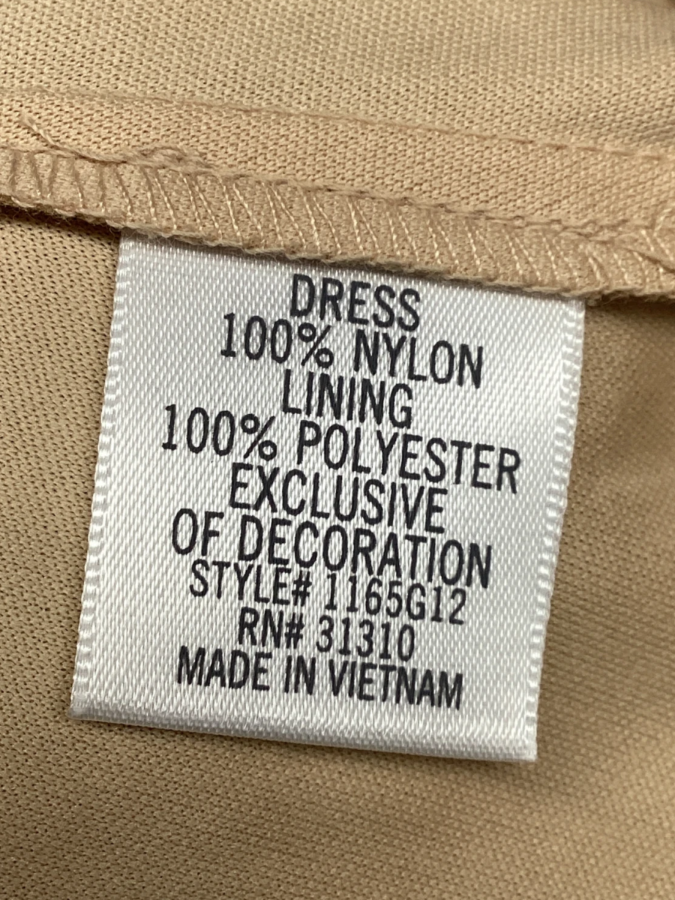 DRESS
100% NYLON
LINING
100% POLYESTER
EXCLUSIVE
OF DECORATION
STYLE# 1165G12
RN# 31310
MADE IN VIETNAM